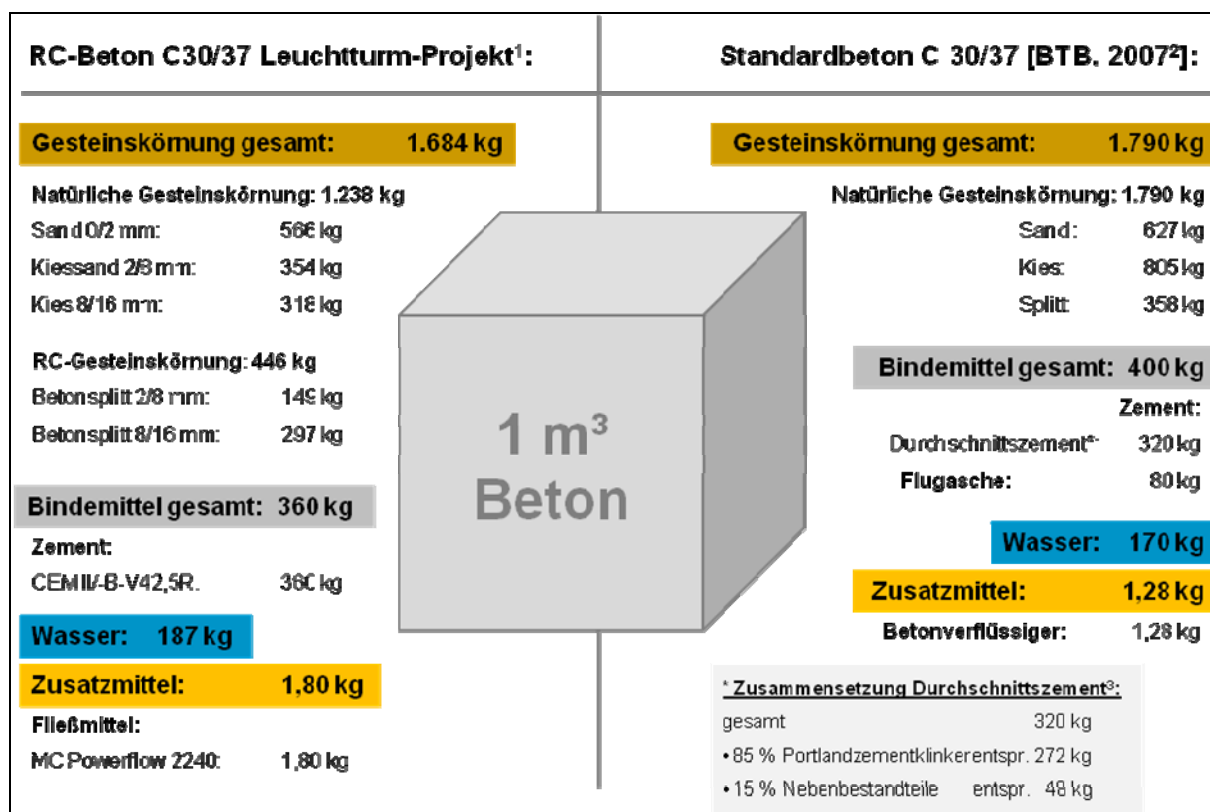 RC-Beton C30/37 Leuchtturm-Projekt¹:
Gesteinskörnung gesamt: 1.684 kg
Natürliche Gesteinskörnung: 1.238 kg
Sand 0/2 mm: 566 kg
Kiessand 2/8 mm: 354 kg
Kies 8/16 mm: 318 kg
RC-Gesteinskörnung: 446 kg
Betonsplitt 2/8 mm: 149 kg
Betonsplitt 8/16 mm: 297 kg
Bindemittel gesamt: 360 kg
Zement:
CEM II/-B-V42,5R. 360 kg
Wasser: 187 kg
Zusatzmittel: 1,80 kg
Fließmittel:
MC Powerflow 2240: 1,80 kg
1 m³
Beton
Standardbeton C 30/37 [BTB. 2007²]:
Gesteinskörnung gesamt: 1.790 kg
Natürliche Gesteinskörnung: 1.790 kg
Sand: 627 kg
Kies: 805 kg
Splitt 358 kg
Bindemittel gesamt: 400 kg
Zement:
Durchschnittszement*: 320 kg
Flugasche: 80 kg
Wasser: 170 kg
Zusatzmittel: 1,28 kg
Betonverflüssiger: 1,28 kg
* Zusammensetzung Durchschnittszement³:
gesamt 320 kg
• 85 % Portlandzementklinker entspr. 272 kg
• 15 % Nebenbestandteile entspr. 48 kg